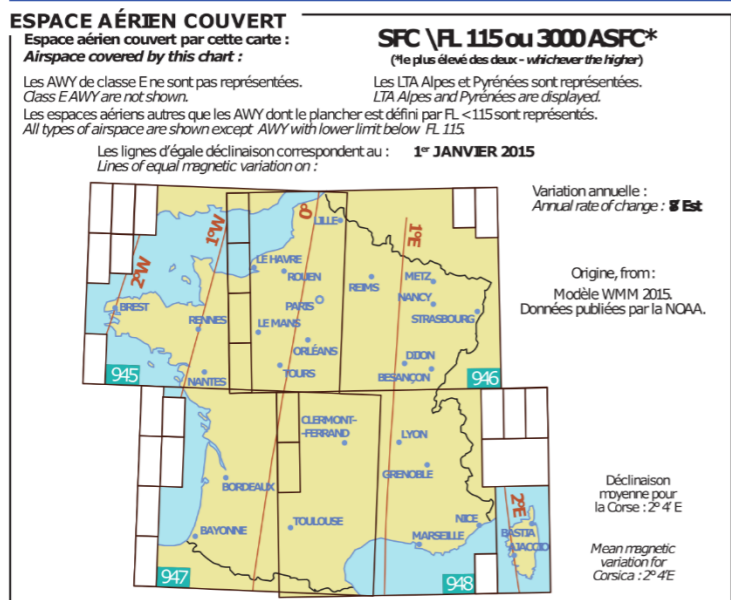 ESPACE AÉRIEN COUVERT
Espace aérien couvert par cette carte :
Airspace covered by this chart :
SFC \ FL 115 ou 3000 ASFC*
(*le plus élevé des deux - whichever the higher)
Les AWY de classe E ne sont pas représentées.
Class E AWY are not shown.
Les LTA Alpes et Pyrénées sont représentées.
LTA Alpes and Pyrénées are displayed.
Les espaces aériens autres que les AWY dont le plancher est défini par FL < 115 sont représentés.
All types of airspace are shown except AWY with lower limit below FL 115.
Les lignes d'égale déclinaison correspondent au : 1er JANVIER 2015
Lines of equal magnetic variation on :
Variation annuelle :
Annual rate of change : 8' Est
Origine, from :
Modèle WMM 2015.
Données publiées par la NOAA.
2°W
1°W
0°
1°E
LILLE
LE HAVRE
ROUEN
REIMS
METZ
PARIS
NANCY
BREST
STRASBOURG
RENNES
LE MANS
ORLÉANS
DIJON
TOURS
BESANÇON
NANTES
945
946
CLERMONT-
-FERRAND
LYON
GRENOBLE
BORDEAUX
TOULOUSE
BAYONNE
NICE
MARSEILLE
2°E
BASTIA
AJACCIO
947
948
Déclinaison
moyenne pour
la Corse : 2° 4' E
Mean magnetic
variation for
Corsica : 2° 4'E